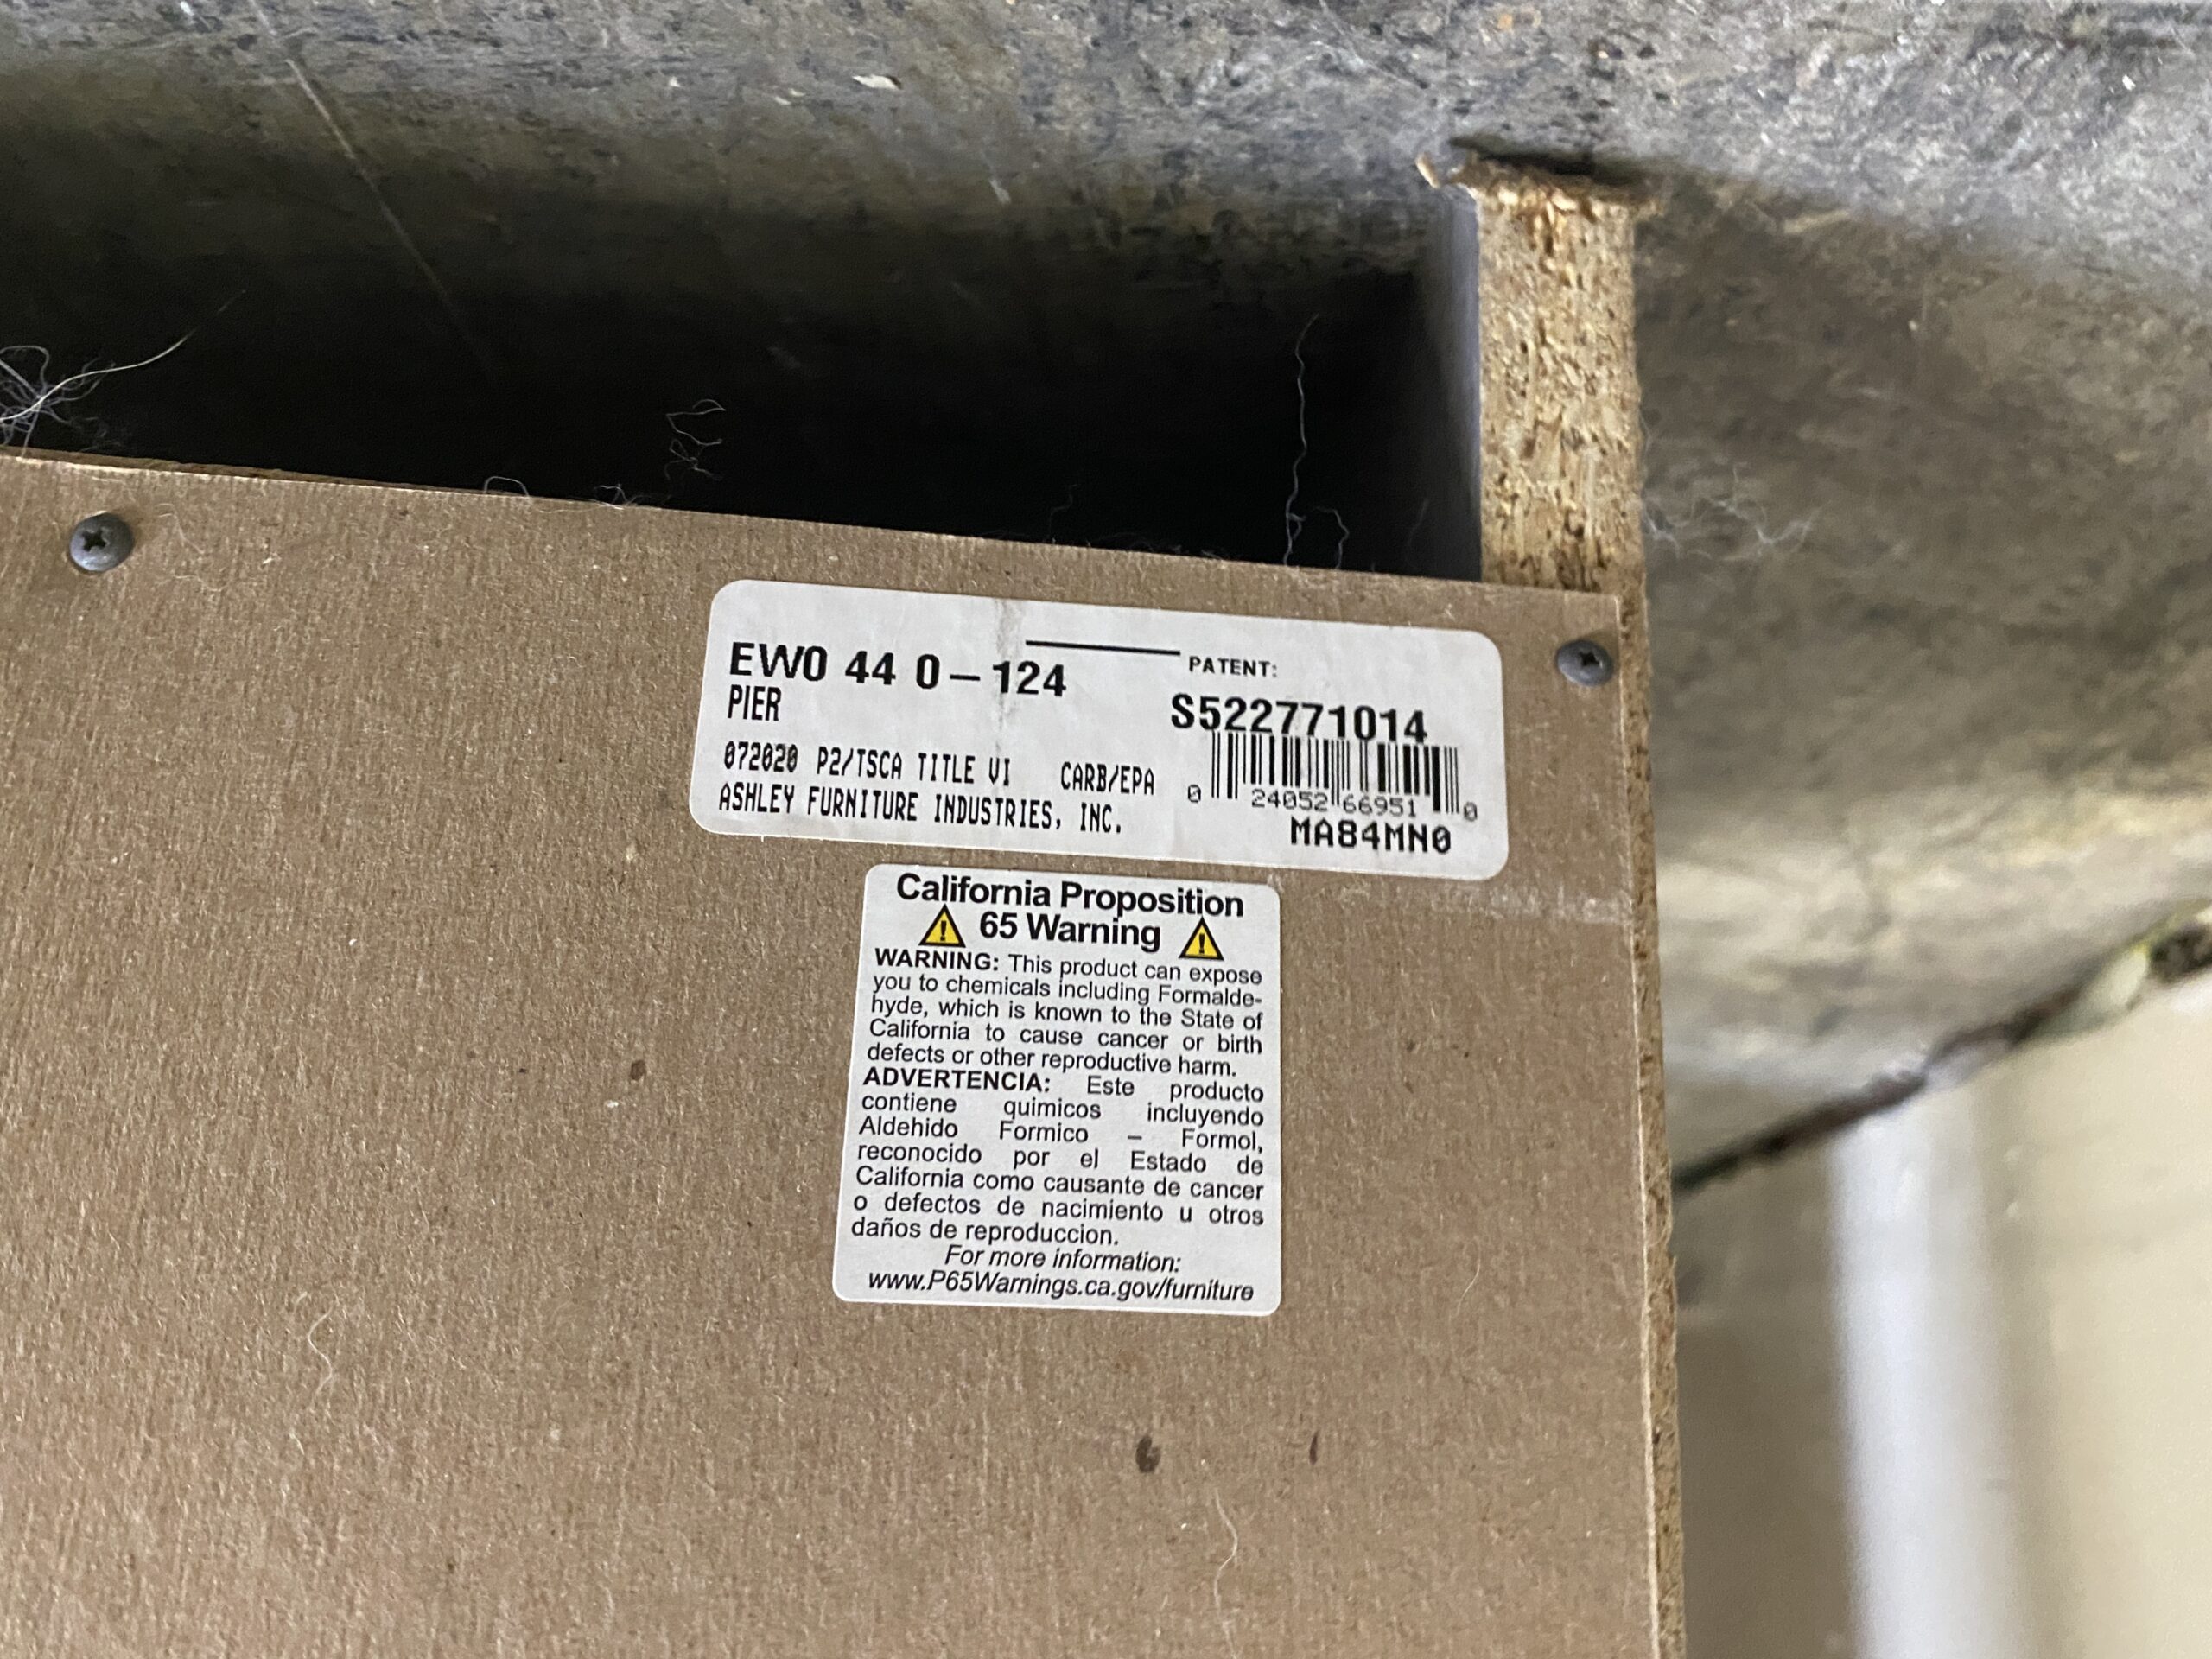 EW0 44 0-124
PIER
PATENT:
S522771014
072020 P2/TSCA TITLE VI CARB/EPA
ASHLEY FURNITURE INDUSTRIES, INC.
0 24052 66951 0
MA84MN0
California Proposition
65 Warning
WARNING: This product can expose
you to chemicals including Formalde-
hyde, which is known to the State of
California to cause cancer or birth
defects or other reproductive harm.
ADVERTENCIA: Este producto
contiene quimicos incluyendo
Aldehido Formico – Formol,
reconocido por el Estado de
California como causante de cancer
o defectos de nacimiento u otros
daños de reproduccion.
For more information:
www.P65Warnings.ca.gov/furniture